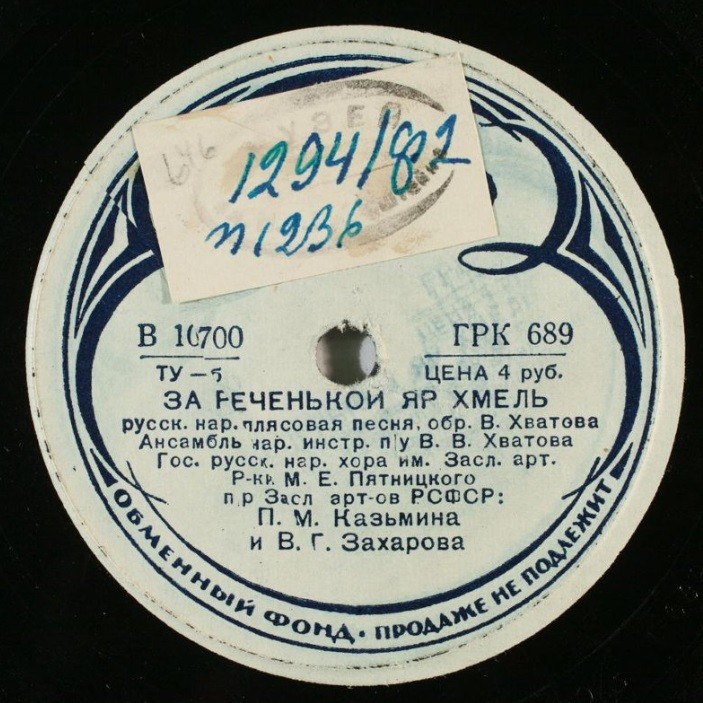 646
МУЗЕЙ
1294/82
п1236
В 10700
ГРК 689
ТУ—5
ЦЕНА 4 руб.
ЗА РЕЧЕНЬКОЙ ЯР ХМЕЛЬ
русск. нар. плясовая песня, обр. В. Хватова
Ансамбль нар. инстр. п/у В. В. Хватова
Гос. русск. нар. хора им. Засл. арт.
Р-ки М. Е. Пятницкого
п/р Засл арт-ов РСФСР:
П. М. Казьмина
и В. Г. Захарова
ОБМЕННЫЙ ФОНД • ПРОДАЖЕ НЕ ПОДЛЕЖИТ